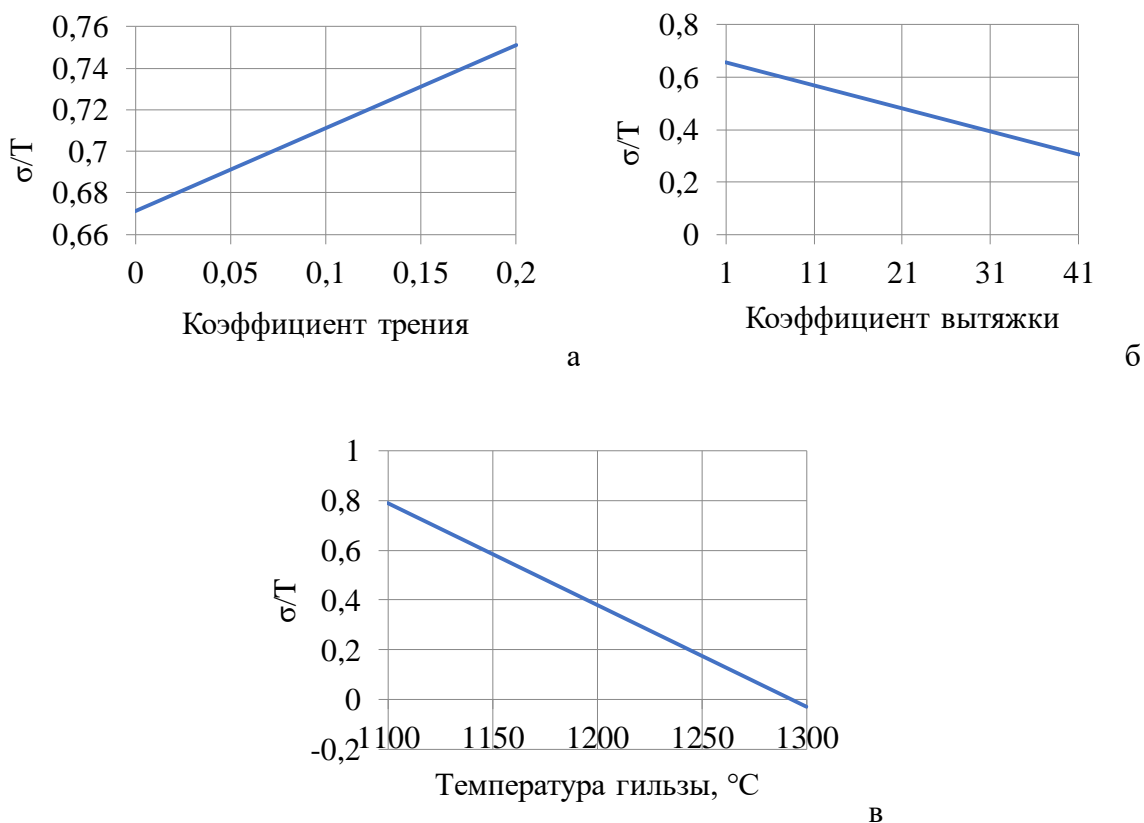 0,76
0,74
0,72
0,7
0,68
0,66
σ/T
0 0,05 0,1 0,15 0,2
Коэффициент трения
а
0,8
0,6
0,4
0,2
0
σ/T
1 11 21 31 41
Коэффициент вытяжки
б
1
0,8
0,6
0,4
0,2
0
-0,2
σ/T
1100 1150 1200 1250 1300
Температура гильзы, °С
в